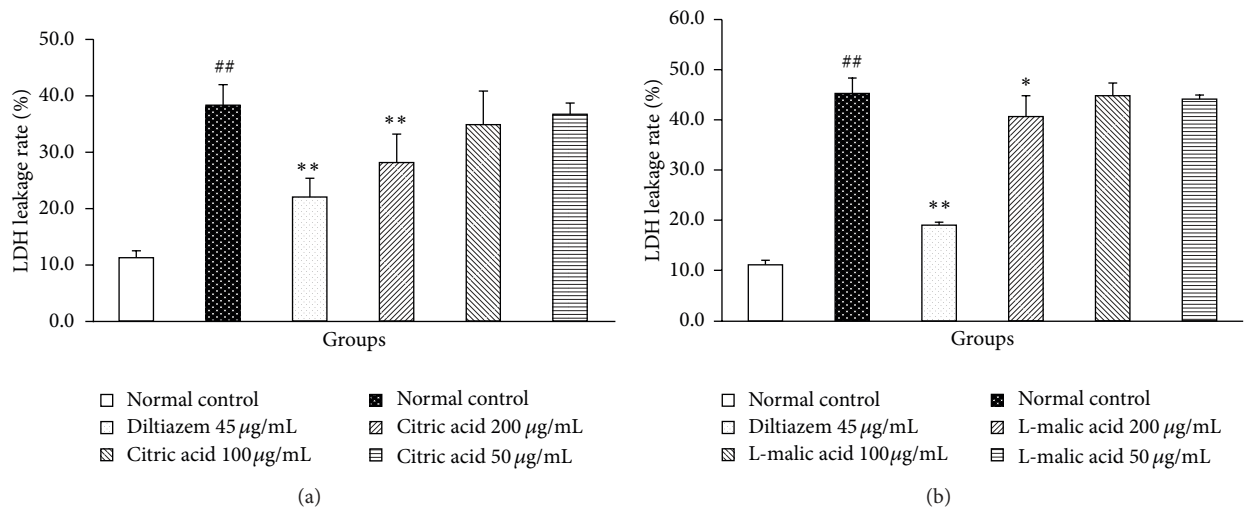 50.0
40.0
30.0
20.0
10.0
0.0
LDH leakage rate (%)
##
**
**
Groups
Normal control
Normal control
Diltiazem 45 μg/mL
Citric acid 200 μg/mL
Citric acid 100 μg/mL
Citric acid 50 μg/mL
(a)
60.0
50.0
40.0
30.0
20.0
10.0
0.0
LDH leakage rate (%)
##
**
*
Groups
Normal control
Normal control
Diltiazem 45 μg/mL
L-malic acid 200 μg/mL
L-malic acid 100 μg/mL
L-malic acid 50 μg/mL
(b)